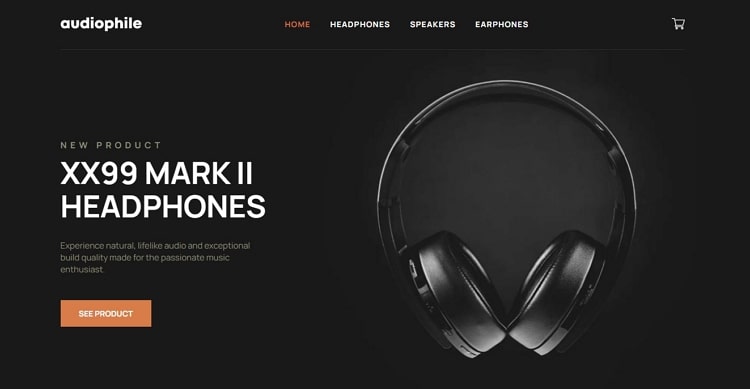 audiophile
HOME HEADPHONES SPEAKERS EARPHONES
NEW PRODUCT
XX99 MARK II
HEADPHONES
Experience natural, lifelike audio and exceptional
build quality made for the passionate music
enthusiast.
SEE PRODUCT